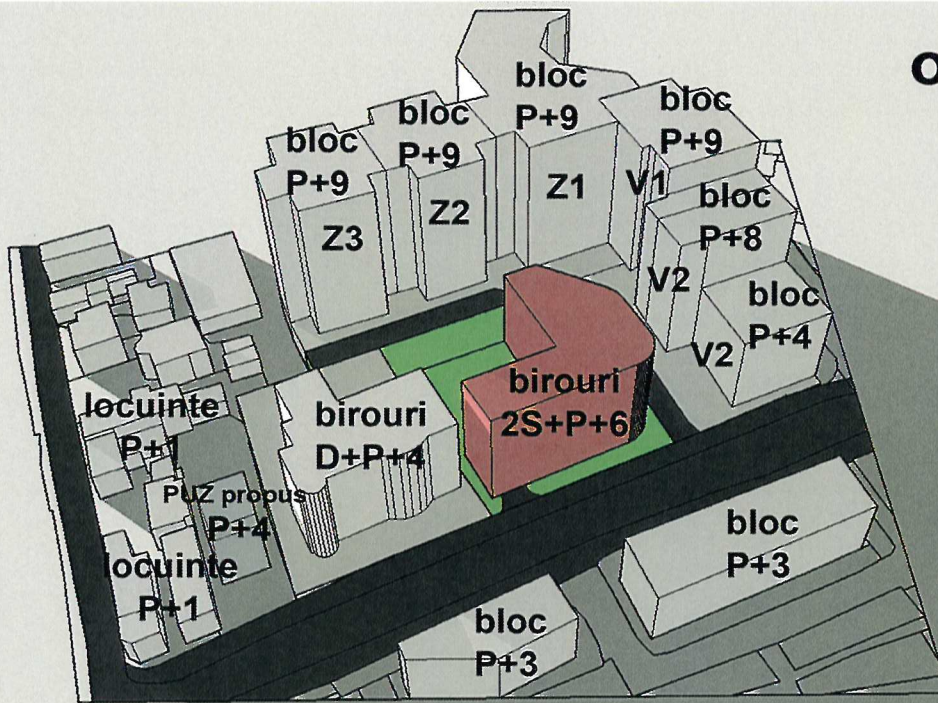 bloc
P+9
bloc
P+9
bloc
P+9
bloc
P+9
Z3
Z2
Z1
V1
bloc
P+8
V2
bloc
P+4
V2
locuinte
P+1
birouri
D+P+4
birouri
2S+P+6
PUZ propus
P+4
locuinte
P+1
bloc
P+3
bloc
P+3